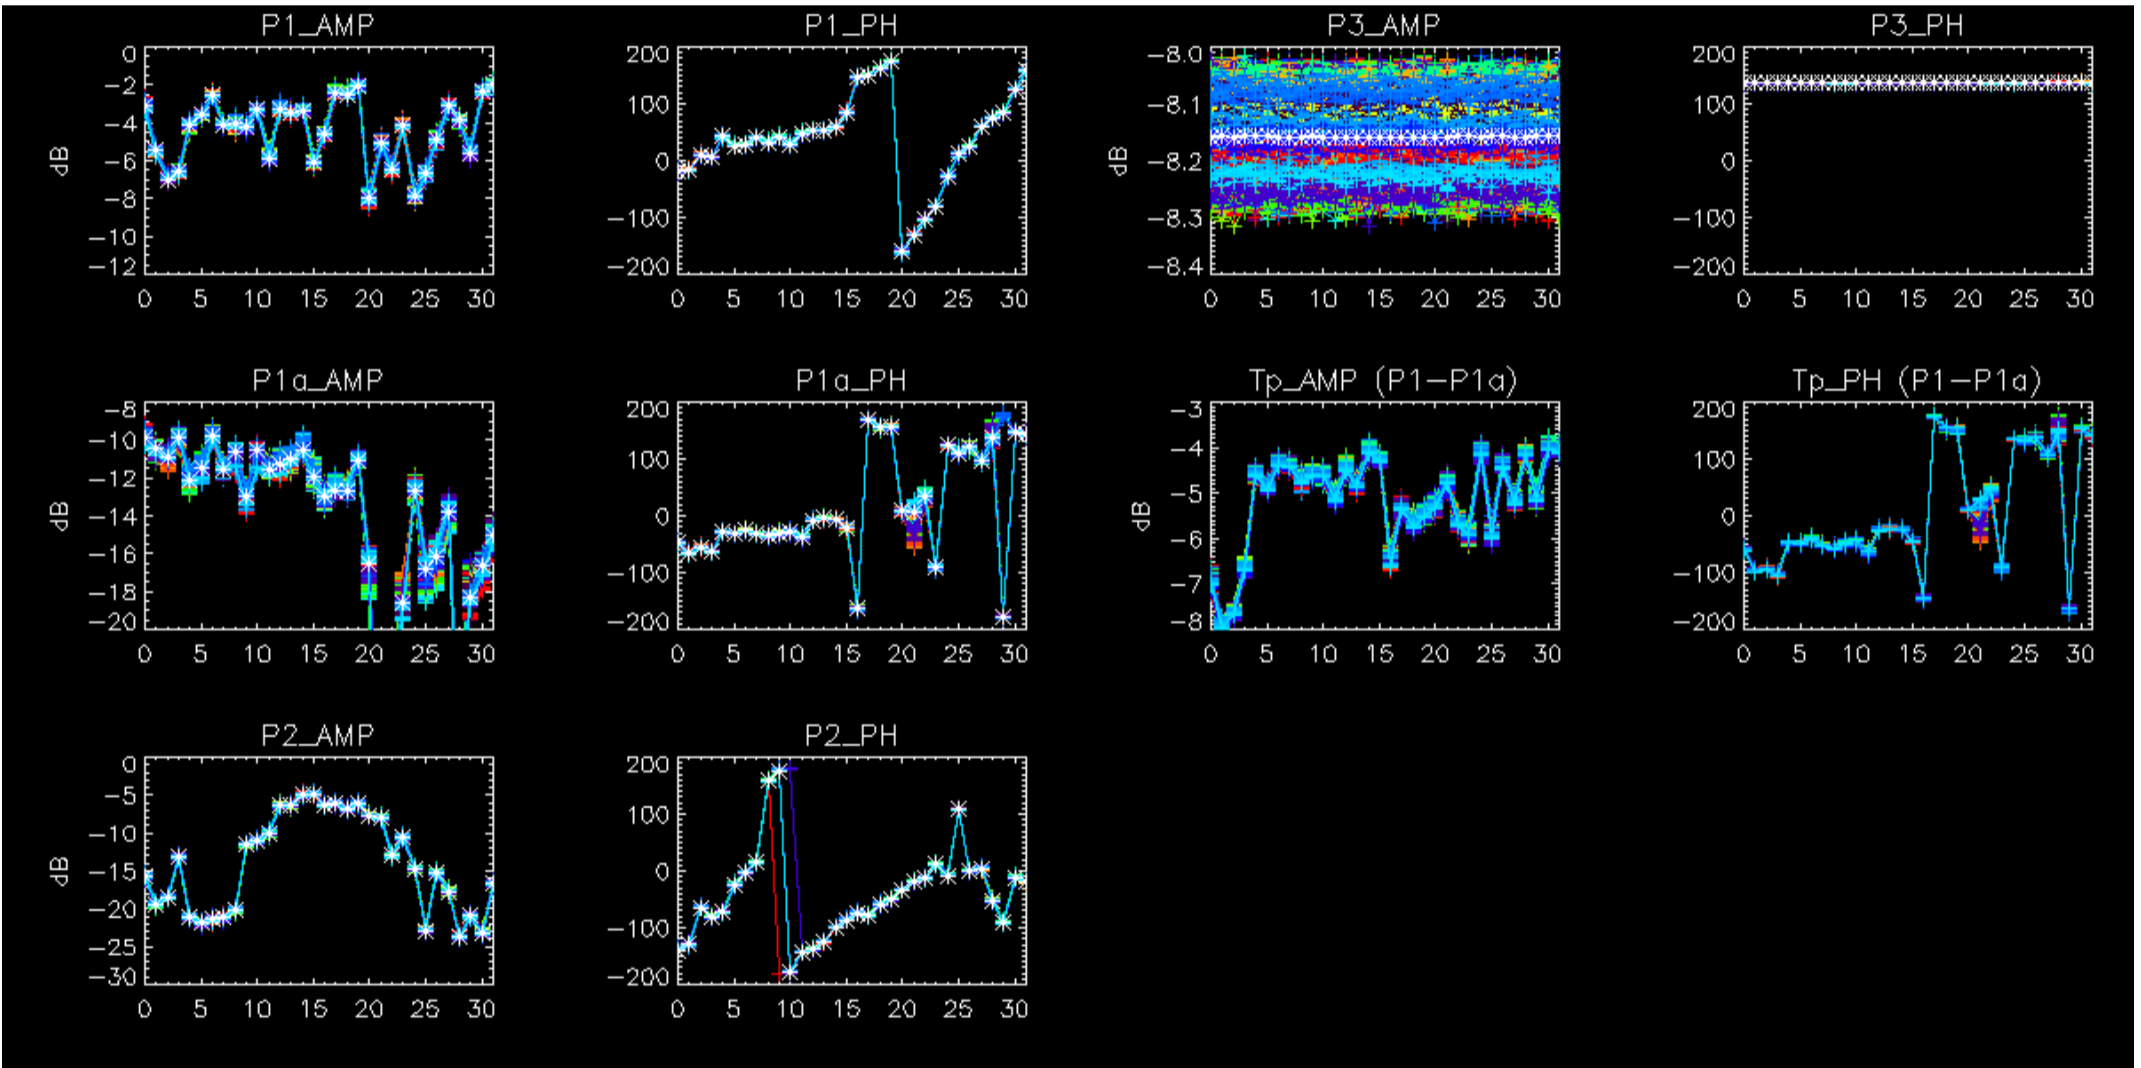 P1_AMP
dB
0
-2
-4
-6
-8
-10
-12
0 5 10 15 20 25 30
P1_PH
200
100
0
-100
-200
0 5 10 15 20 25 30
P3_AMP
dB
-8.0
-8.1
-8.2
-8.3
-8.4
0 5 10 15 20 25 30
P3_PH
200
100
0
-100
-200
0 5 10 15 20 25 30
P1a_AMP
dB
-8
-10
-12
-14
-16
-18
-20
0 5 10 15 20 25 30
P1a_PH
200
100
0
-100
-200
0 5 10 15 20 25 30
Tp_AMP (P1-P1a)
dB
-3
-4
-5
-6
-7
-8
0 5 10 15 20 25 30
Tp_PH (P1-P1a)
200
100
0
-100
-200
0 5 10 15 20 25 30
P2_AMP
dB
0
-5
-10
-15
-20
-25
-30
0 5 10 15 20 25 30
P2_PH
200
100
0
-100
-200
0 5 10 15 20 25 30